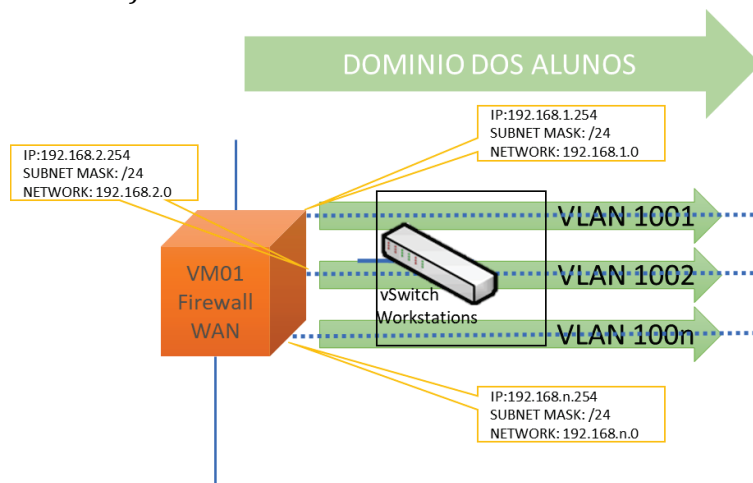 DOMINIO DOS ALUNOS
IP:192.168.1.254
SUBNET MASK: /24
NETWORK: 192.168.1.0
IP:192.168.2.254
SUBNET MASK: /24
NETWORK: 192.168.2.0
VLAN 1001
VM01
Firewall
WAN
VLAN 1002
vSwitch
Workstations
VLAN 100n
IP:192.168.n.254
SUBNET MASK: /24
NETWORK: 192.168.n.0